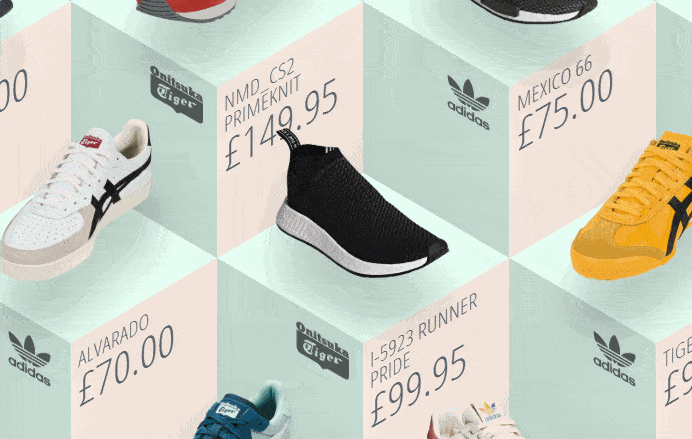 00
Onitsuka
Tiger
NMD_CS2
PRIMEKNIT
£149.95
adidas
MEXICO 66
£75.00
adidas
ALVARADO
£70.00
Onitsuka
Tiger
I-5923 RUNNER
PRIDE
£99.95
adidas
TIGE
£9